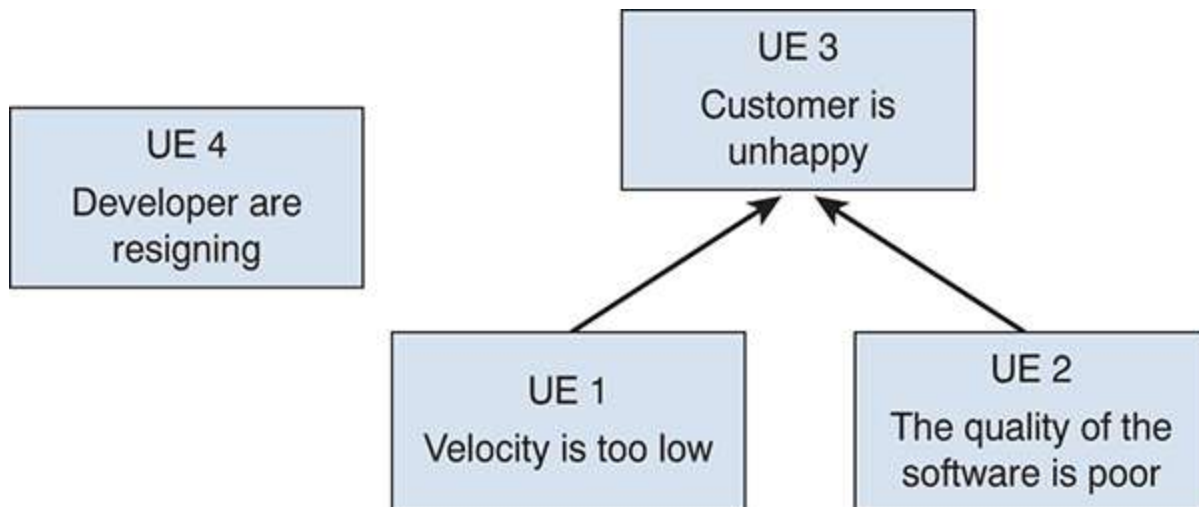 UE 3
Customer is
unhappy
UE 4
Developer are
resigning
UE 1
Velocity is too low
UE 2
The quality of the
software is poor